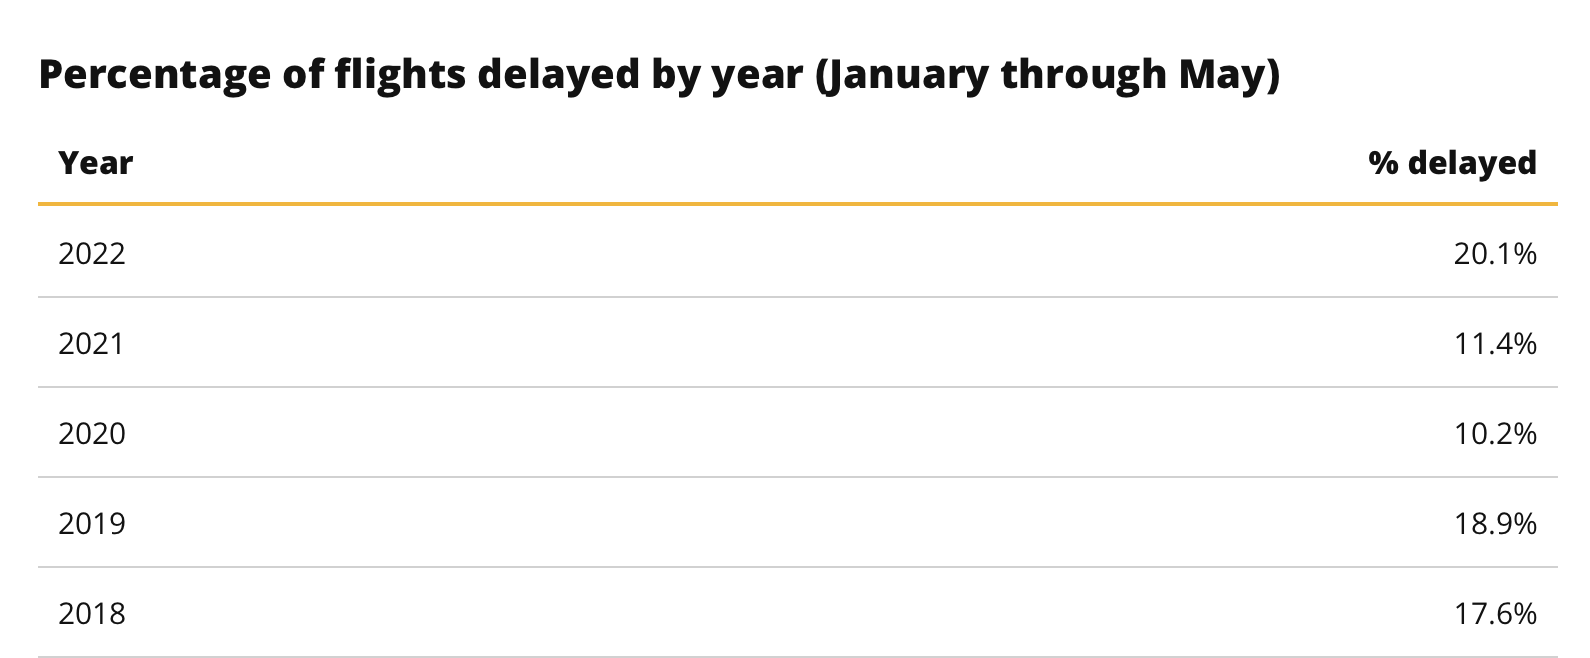 Percentage of flights delayed by year (January through May)
Year % delayed
2022 20.1%
2021 11.4%
2020 10.2%
2019 18.9%
2018 17.6%